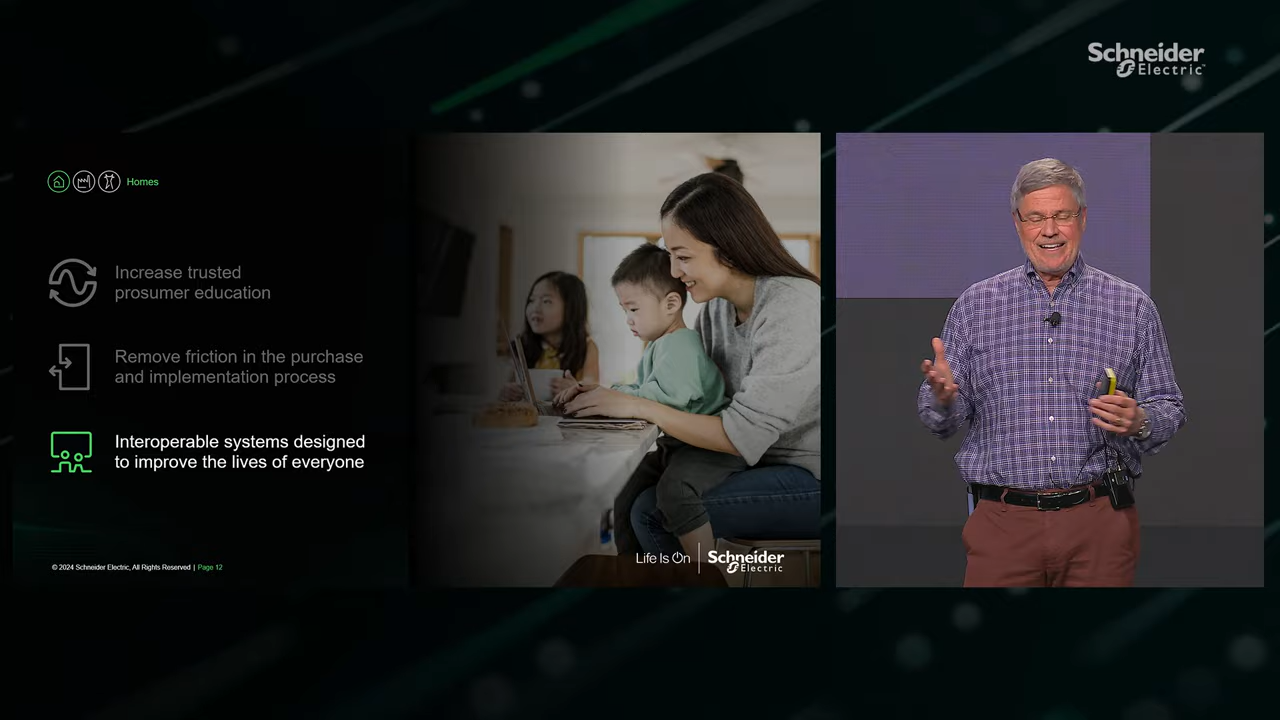 Schneider
Electric
Homes
Increase trusted
prosumer education
Remove friction in the purchase
and implementation process
Interoperable systems designed
to improve the lives of everyone
© 2024 Schneider Electric, All Rights Reserved | Page 12
Life Is On
Schneider
Electric